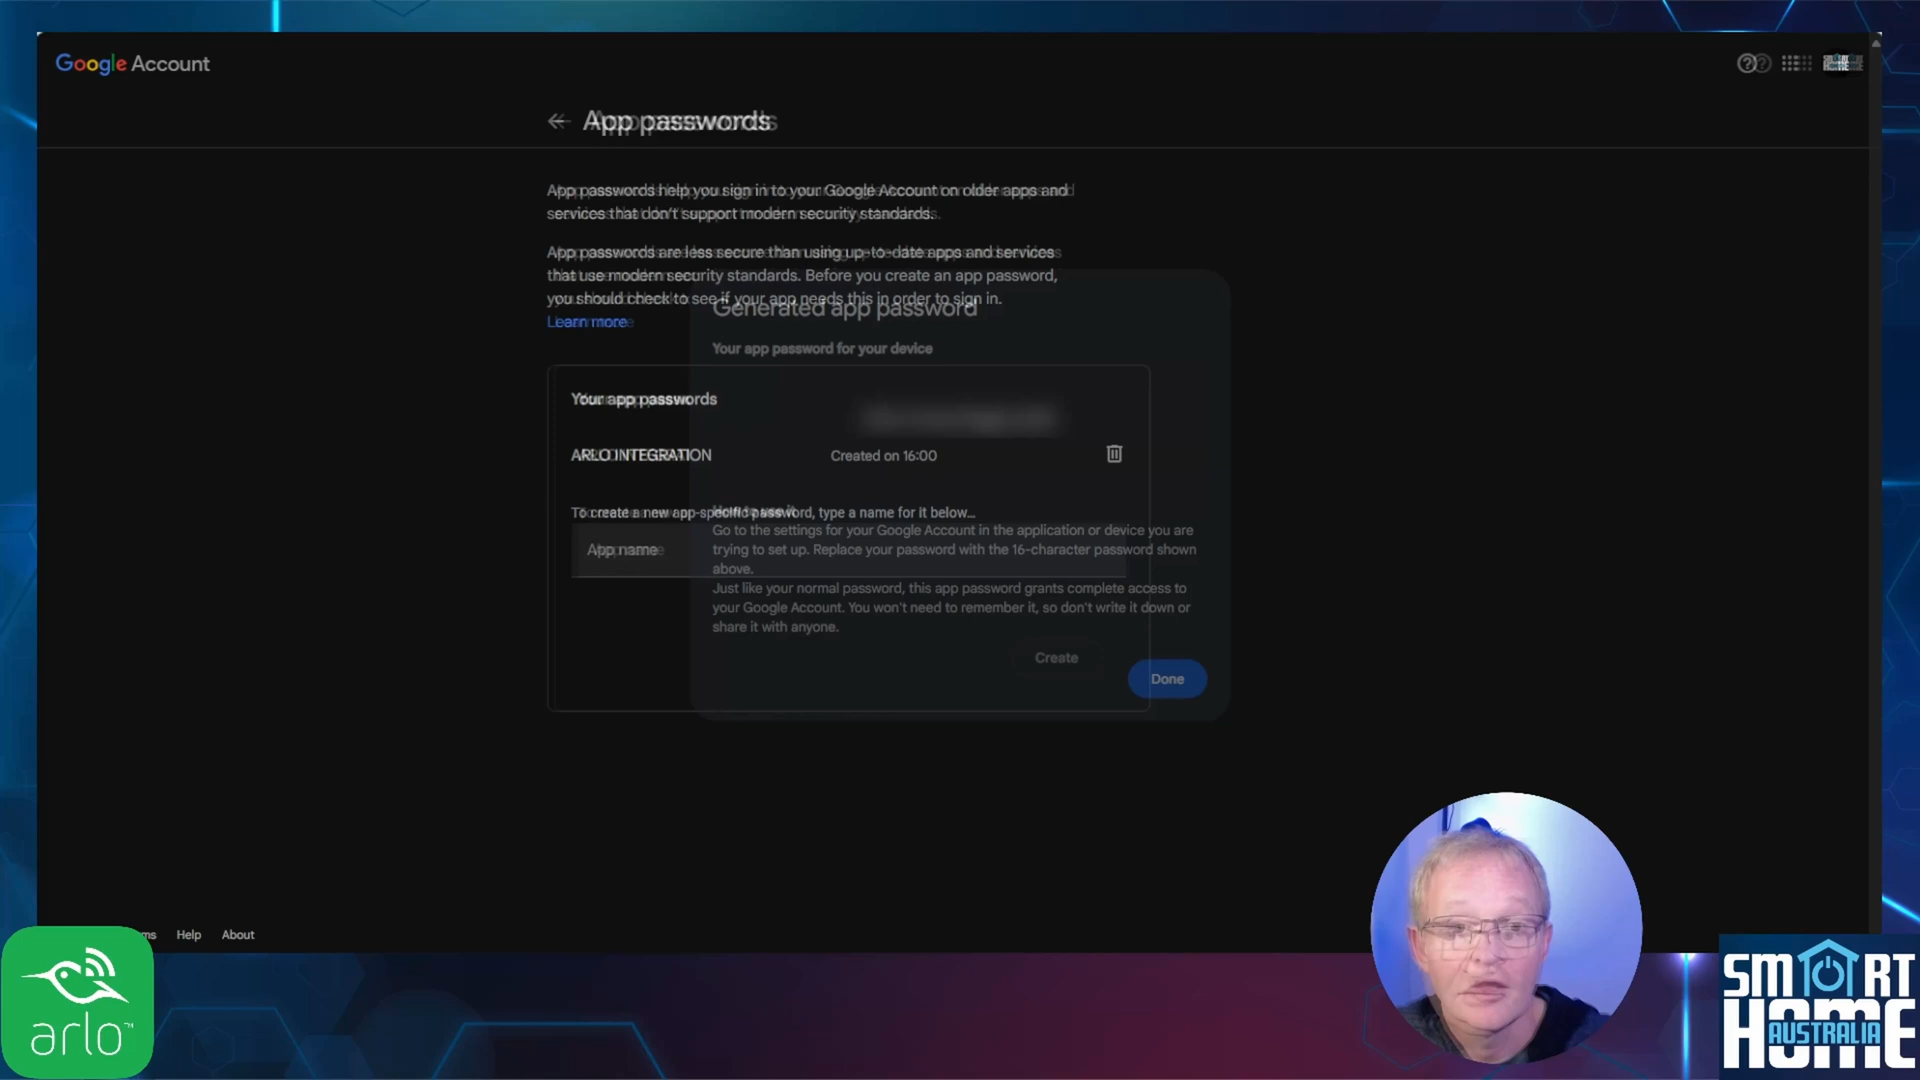 Google Account
App passwords
App passwords help you sign in to your Google Account on older apps and
services that don't support modern security standards.
App passwords are less secure than using up-to-date apps and services
that use modern security standards. Before you create an app password,
you should check to see if your app needs this in order to sign in.
Learn more
Generated app password
Your app password for your device
Your app passwords
ARLO INTEGRATION
Created on 16:00
To create a new app-specific password, type a name for it below...
App name
How to use it
Go to the settings for your Google Account in the application or device you are
trying to set up. Replace your password with the 16-character password shown
above.
Just like your normal password, this app password grants complete access to
your Google Account. You won't need to remember it, so don't write it down or
share it with anyone.
Create
Done
Help
About
arlo™
SMART
HOME
AUSTRALIA